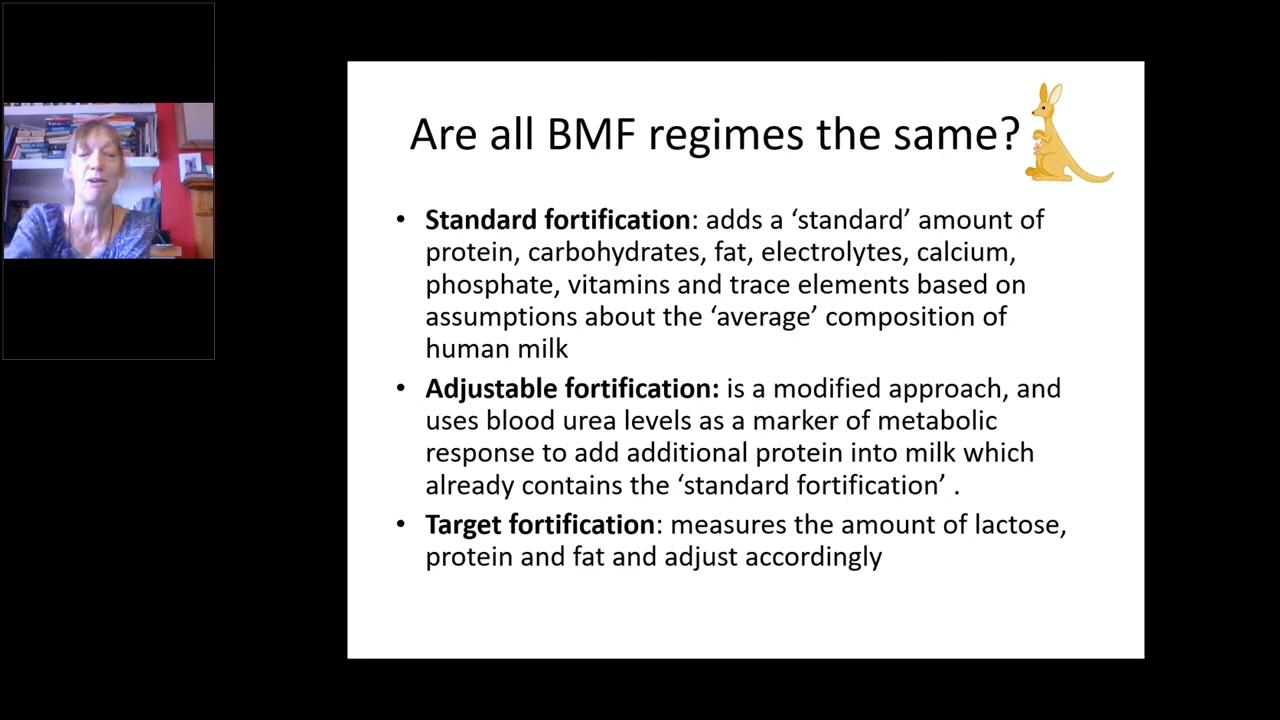 Are all BMF regimes the same?
• Standard fortification: adds a ‘standard’ amount of
protein, carbohydrates, fat, electrolytes, calcium,
phosphate, vitamins and trace elements based on
assumptions about the ‘average’ composition of
human milk
• Adjustable fortification: is a modified approach, and
uses blood urea levels as a marker of metabolic
response to add additional protein into milk which
already contains the ‘standard fortification’ .
• Target fortification: measures the amount of lactose,
protein and fat and adjust accordingly